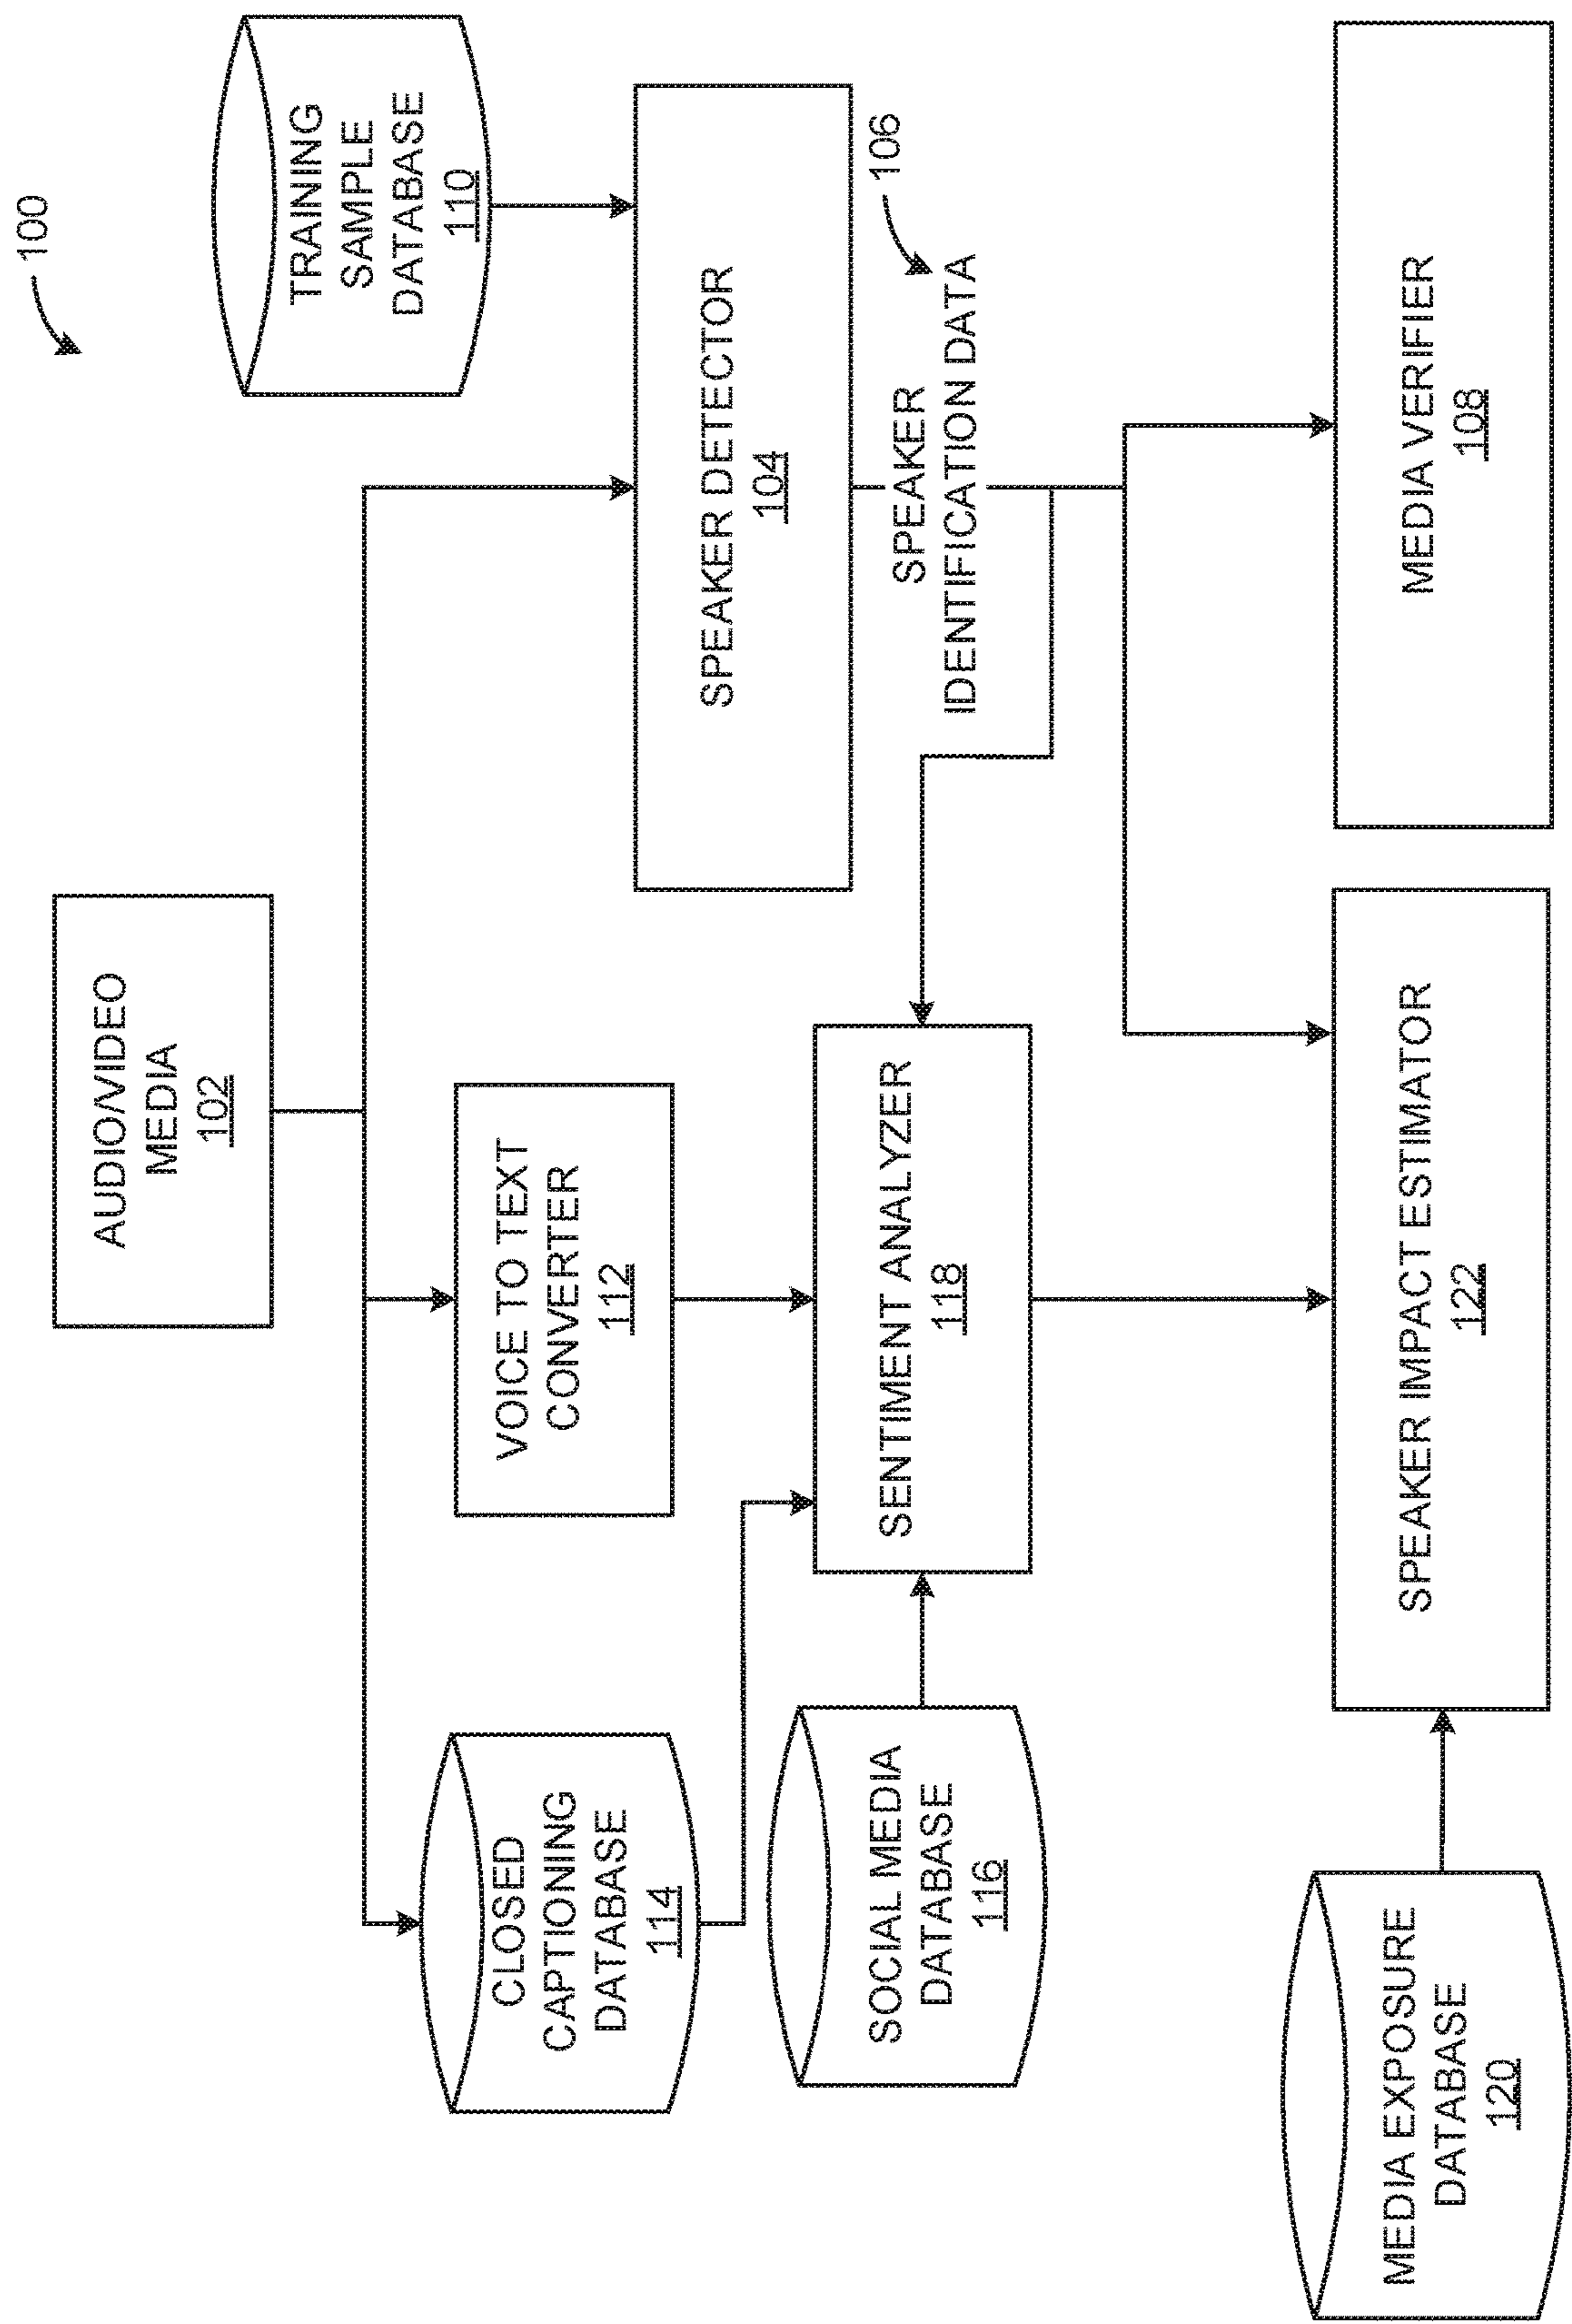 100
AUDIO/VIDEO
MEDIA
102
TRAINING
SAMPLE
DATABASE
110
CLOSED
CAPTIONING
DATABASE
114
VOICE TO TEXT
CONVERTER
112
SPEAKER DETECTOR
104
SOCIAL MEDIA
DATABASE
116
SENTIMENT ANALYZER
118
SPEAKER
IDENTIFICATION DATA
106
MEDIA EXPOSURE
DATABASE
120
SPEAKER IMPACT ESTIMATOR
122
MEDIA VERIFIER
108